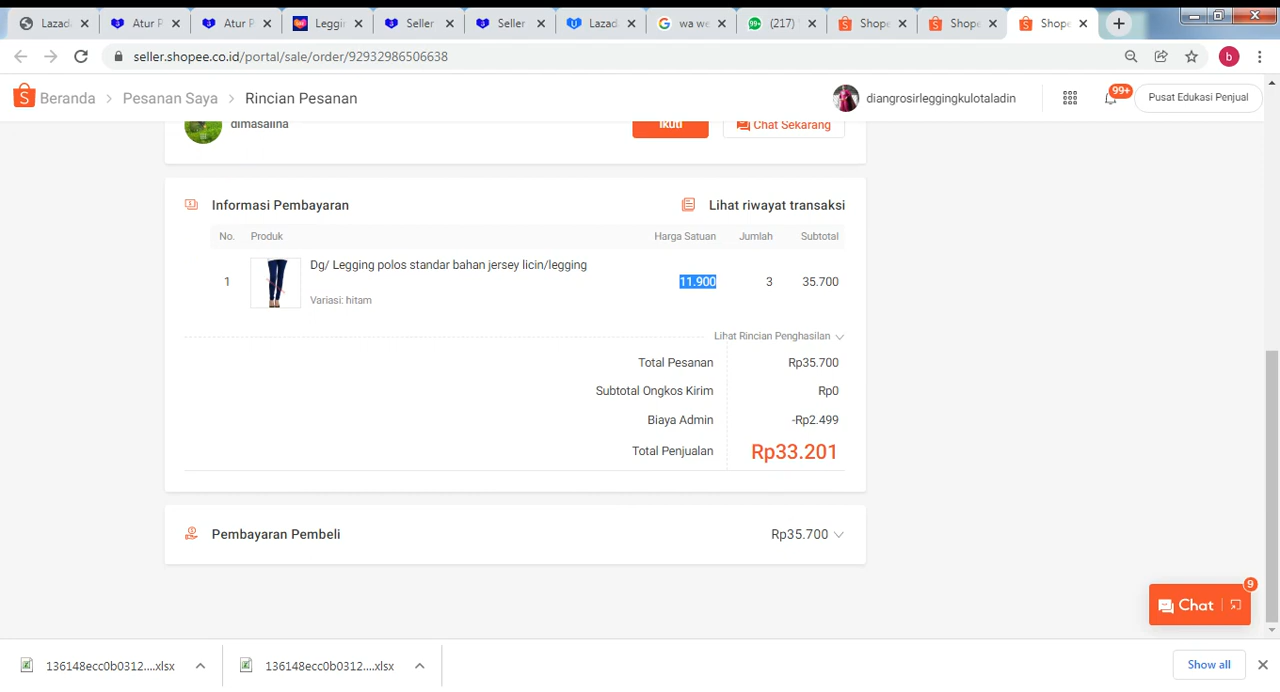 Lazad
Atur P
Atur P
Leggin
Seller
Seller
Lazad
wa we
(217)
Shope
Shope
Shope
seller.shopee.co.id/portal/sale/order/92932986506638
b
Beranda > Pesanan Saya > Rincian Pesanan
diangrosirleggingkulotaladin
99+
Pusat Edukasi Penjual
dimasalina
Ikuti
Chat Sekarang
Informasi Pembayaran
Lihat riwayat transaksi
No. Produk Harga Satuan Jumlah Subtotal
Dg/ Legging polos standar bahan jersey licin/legging
1 11.900 3 35.700
Variasi: hitam
Lihat Rincian Penghasilan
Total Pesanan Rp35.700
Subtotal Ongkos Kirim Rp0
Biaya Admin -Rp2.499
Total Penjualan Rp33.201
Pembayaran Pembeli Rp35.700
9
Chat
136148ecc0b0312....xlsx
136148ecc0b0312....xlsx
Show all